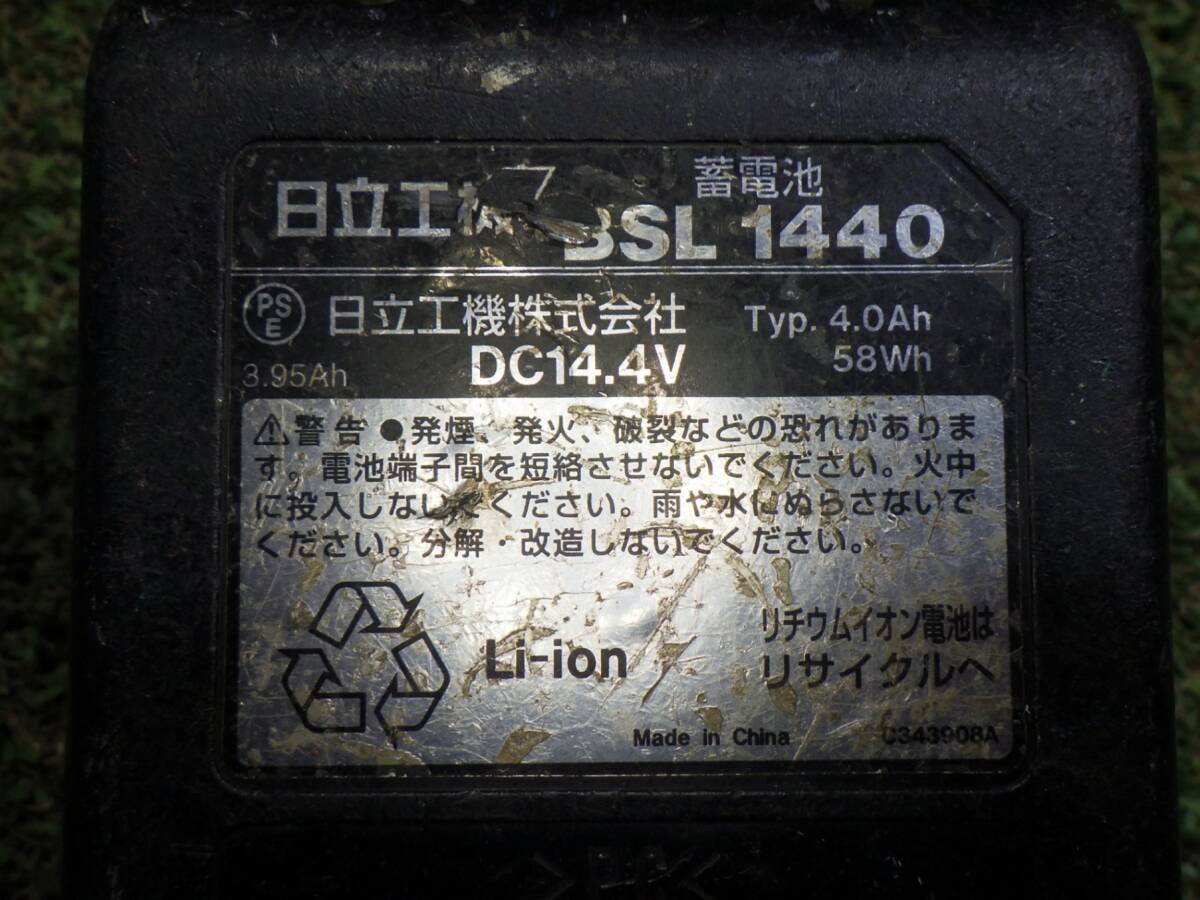 蓄電池
日立工機 BSL 1440
PS
E
日立工機株式会社 Typ. 4.0Ah
3.95Ah DC14.4V 58Wh
⚠警告 ●発煙、発火、破裂などの恐れがありま
す。電池端子間を短絡させないでください。火中
に投入しないでください。雨や水にぬらさないで
ください。分解・改造しないでください。
リチウムイオン電池は
Li-ion リサイクルへ
Made in China C343908A